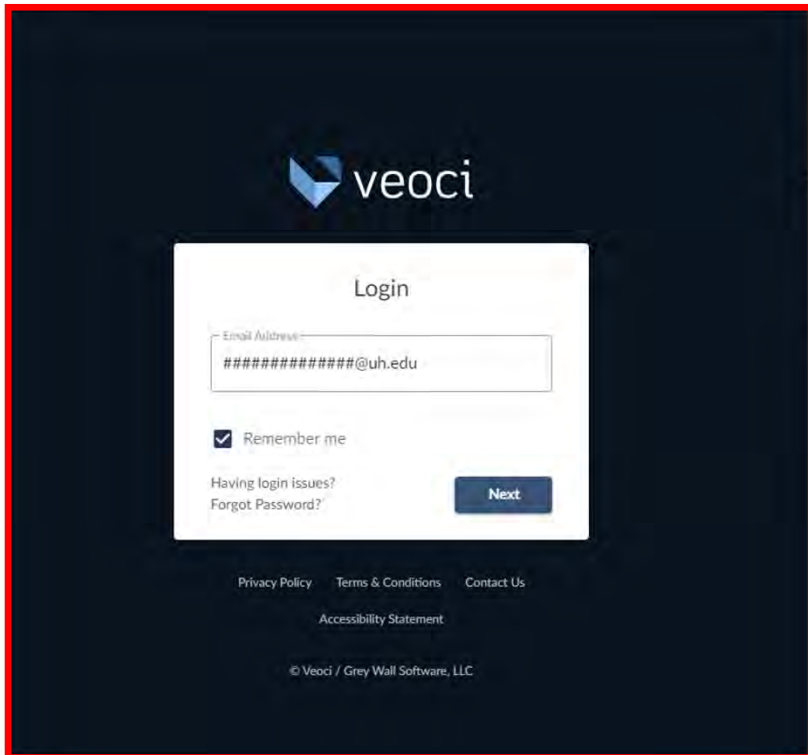 veoci
Login
Email Address
##############@uh.edu
Remember me
Having login issues?
Forgot Password?
Next
Privacy Policy Terms & Conditions Contact Us
Accessibility Statement
© Veoci / Grey Wall Software, LLC